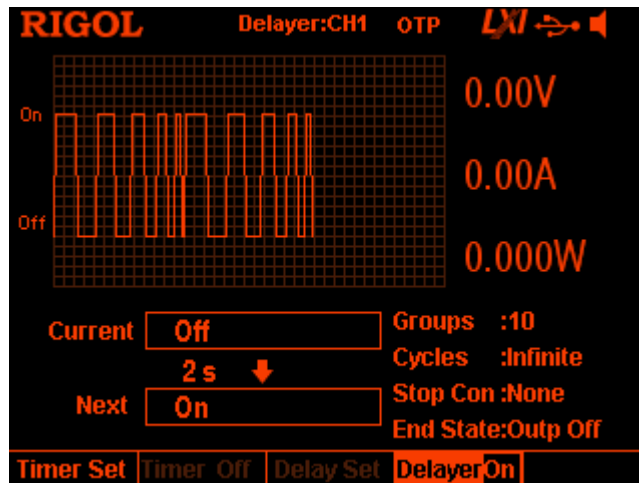 RIGOL Delayer:CH1 OTP LXI
On
Off
0.00V
0.00A
0.000W
Current Off
2 s
Next On
Groups :10
Cycles :Infinite
Stop Con :None
End State:Outp Off
Timer Set Timer Off Delay Set Delayer On